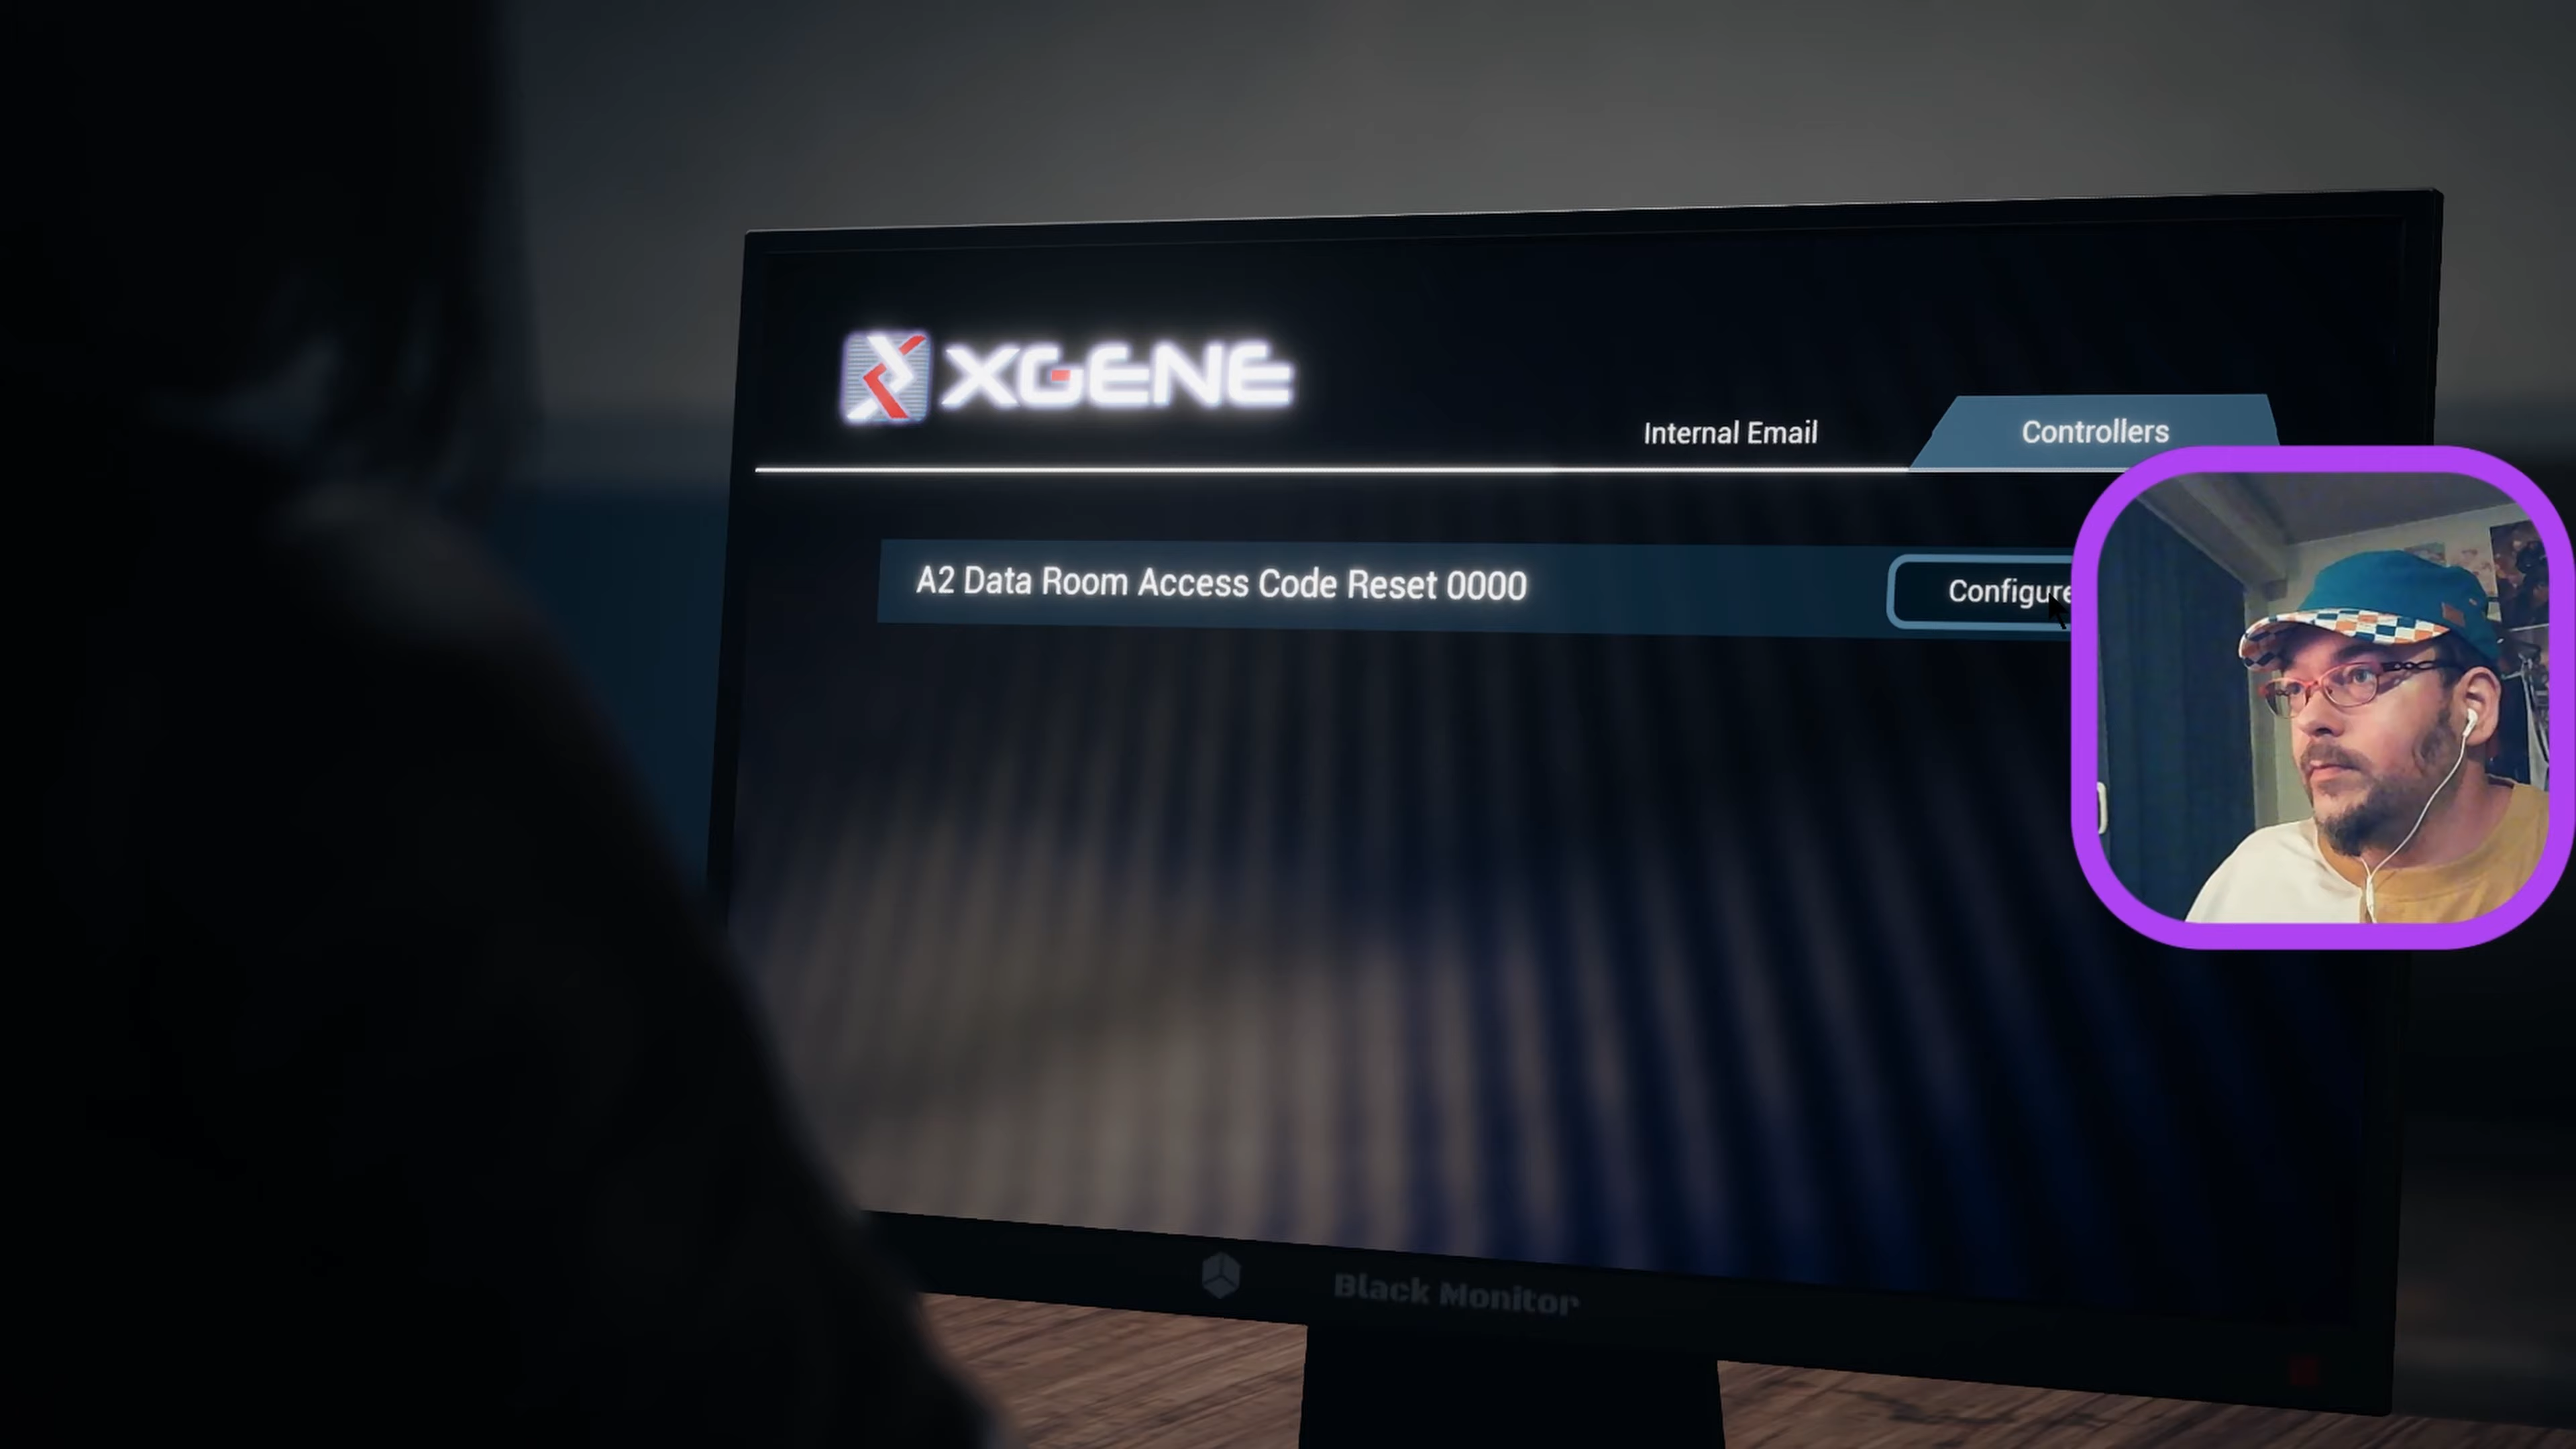 XGENE
Internal Email
Controllers
A2 Data Room Access Code Reset 0000
Configure
Black Monitor